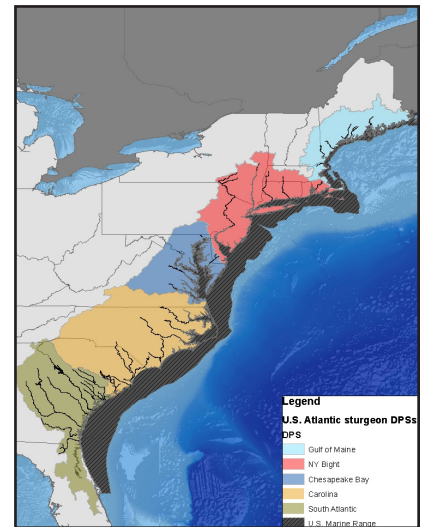 Legend
U.S. Atlantic sturgeon DPSs
DPS
Gulf of Maine
NY Bight
Chesapeake Bay
Carolina
South Atlantic
U.S. Marine Range